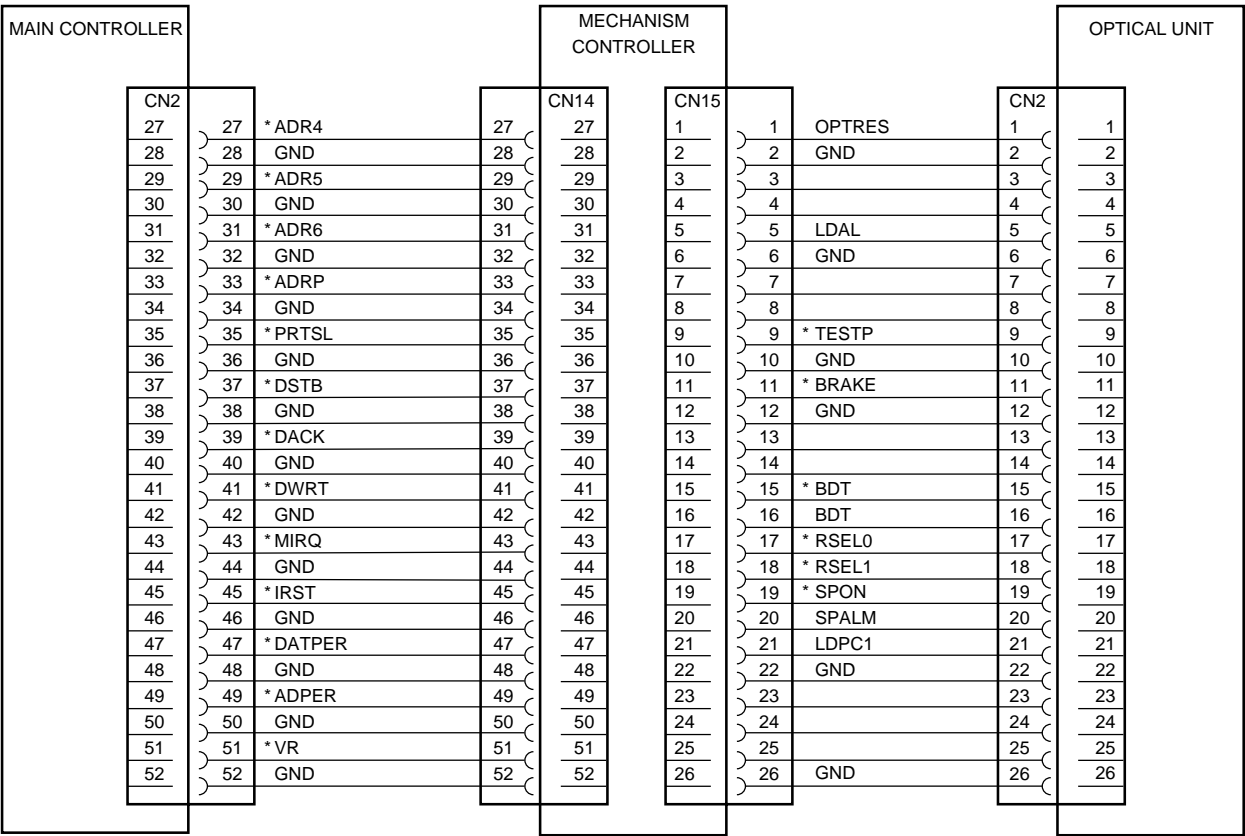 MAIN CONTROLLER MECHANISM CONTROLLER OPTICAL UNIT
CN2 CN14 CN15 CN2
27 27 *ADR4 27 27 1 1 OPTRES 1 1
28 28 GND 28 28 2 2 GND 2 2
29 29 *ADR5 29 29 3 3 3 3
30 30 GND 30 30 4 4 4 4
31 31 *ADR6 31 31 5 5 LDAL 5 5
32 32 GND 32 32 6 6 GND 6 6
33 33 *ADRP 33 33 7 7 7 7
34 34 GND 34 34 8 8 8 8
35 35 *PRTSL 35 35 9 9 * TESTP 9 9
36 36 GND 36 36 10 10 GND 10 10
37 37 *DSTB 37 37 11 11 * BRAKE 11 11
38 38 GND 38 38 12 12 GND 12 12
39 39 *DACK 39 39 13 13 13 13
40 40 GND 40 40 14 14 14 14
41 41 *DWRT 41 41 15 15 * BDT 15 15
42 42 GND 42 42 16 16 BDT 16 16
43 43 *MIRQ 43 43 17 17 * RSEL0 17 17
44 44 GND 44 44 18 18 * RSEL1 18 18
45 45 *IRST 45 45 19 19 * SPON 19 19
46 46 GND 46 46 20 20 SPALM 20 20
47 47 *DATPER 47 47 21 21 LDPC1 21 21
48 48 GND 48 48 22 22 GND 22 22
49 49 *ADPER 49 49 23 23 23 23
50 50 GND 50 50 24 24 24 24
51 51 *VR 51 51 25 25 25 25
52 52 GND 52 52 26 26 GND 26 26